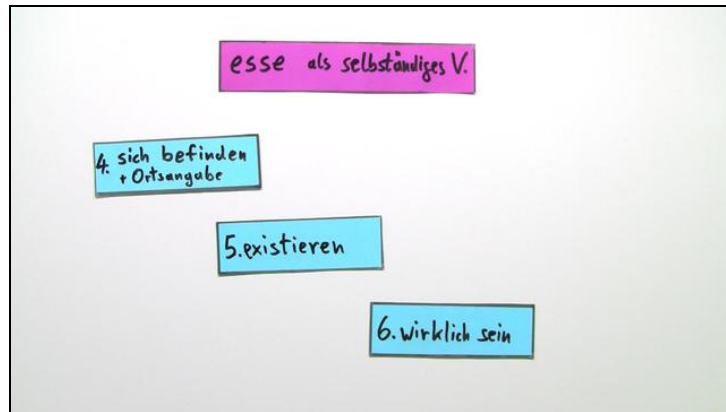 esse als selbständiges V.
4. sich befinden
+ Ortsangabe
5. existieren
6. wirklich sein